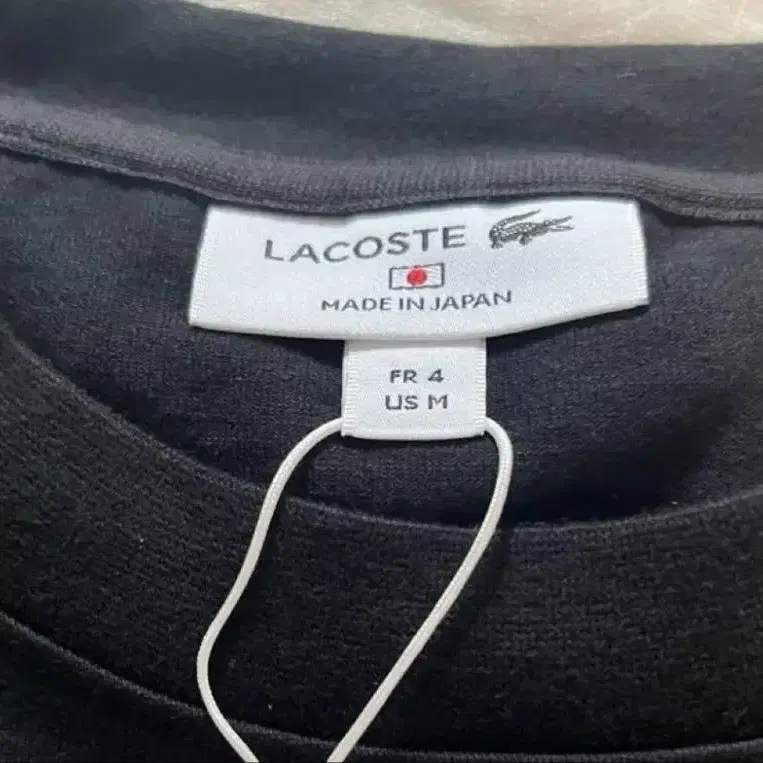 LACOSTE
MADE IN JAPAN
FR 4
US M